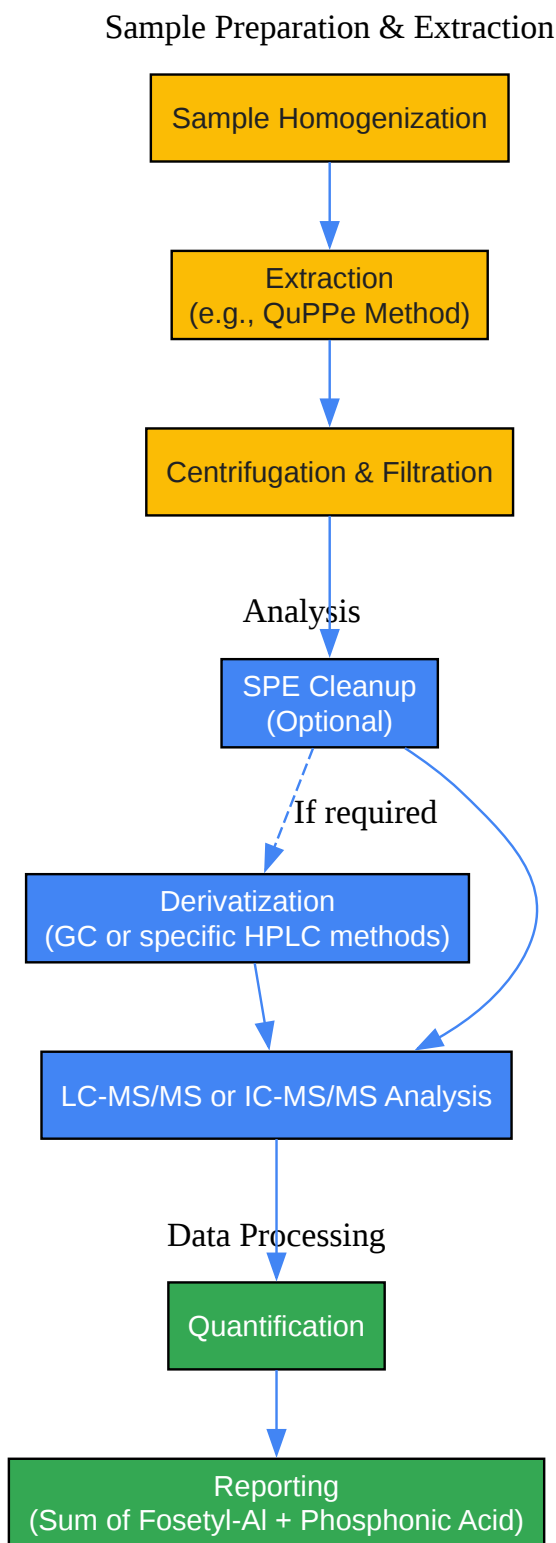 Sample Preparation & Extraction
Sample Homogenization
Extraction
(e.g., QuPPe Method)
Centrifugation & Filtration
Analysis
SPE Cleanup
(Optional)
If required
Derivatization
(GC or specific HPLC methods)
LC-MS/MS or IC-MS/MS Analysis
Data Processing
Quantification
Reporting
(Sum of Fosetyl-Al + Phosphonic Acid)